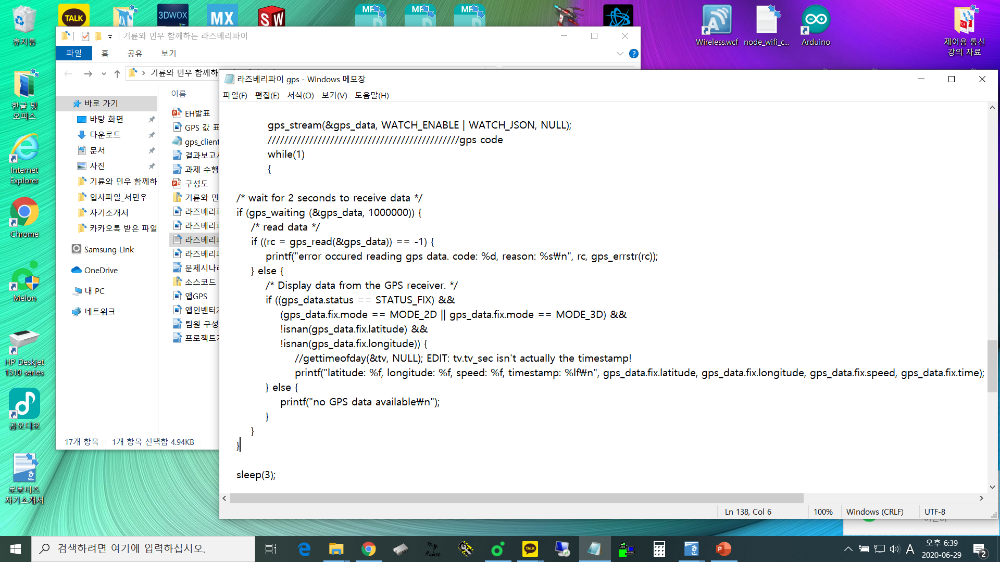 TALK
3DWOX
MX
SW
MF
MF
MF
휴지통
Wireless.wcf
node_wifi_c...
Arduino
제어용 통신
강의 자료
기륜와 민우 함께하는 라즈베리파이
파일
홈
공유
보기
기륜와 민우 함께하
이름
바로 가기
바탕 화면
다운로드
문서
사진
기륜와 민우 함께하
입사파일_서민우
자기소개서
카카오톡 받은 파일
Samsung Link
OneDrive
내 PC
네트워크
EH발표
GPS 값 표
gps_client
결과보고서
과제 수행
구성도
기륜와 민
라즈베리파
라즈베리파
라즈베리파
라즈베리파
문제시나리
소스코드
앱GPS
앱인벤터2
팀원 구성
프로젝트
17개 항목
1개 항목 선택함 4.94KB
한글 및
오피스
Internet
Explorer
Chrome
Melon
HP Deskjet
1510 series
곰오디오
로보티즈
자기소개서
라즈베리파이 gps - Windows 메모장
파일(F) 편집(E) 서식(O) 보기(V) 도움말(H)
gps_stream(&gps_data, WATCH_ENABLE | WATCH_JSON, NULL);
//////////////////////////////////////////////gps code
while(1)
{
/* wait for 2 seconds to receive data */
if (gps_waiting (&gps_data, 1000000)) {
/* read data */
if ((rc = gps_read(&gps_data)) == -1) {
printf("error occured reading gps data. code: %d, reason: %s₩n", rc, gps_errstr(rc));
} else {
/* Display data from the GPS receiver. */
if ((gps_data.status == STATUS_FIX) &&
(gps_data.fix.mode == MODE_2D || gps_data.fix.mode == MODE_3D) &&
!isnan(gps_data.fix.latitude) &&
!isnan(gps_data.fix.longitude)) {
//gettimeofday(&tv, NULL); EDIT: tv.tv_sec isn't actually the timestamp!
printf("latitude: %f, longitude: %f, speed: %f, timestamp: %lf₩n", gps_data.fix.latitude, gps_data.fix.longitude, gps_data.fix.speed, gps_data.fix.time);
} else {
printf("no GPS data available₩n");
}
}
}
sleep(3);
Ln 138, Col 6
100%
Windows (CRLF)
UTF-8
검색하려면 여기에 입력하십시오.
My Robot
TALK
A
오후 6:39
2020-06-29
2